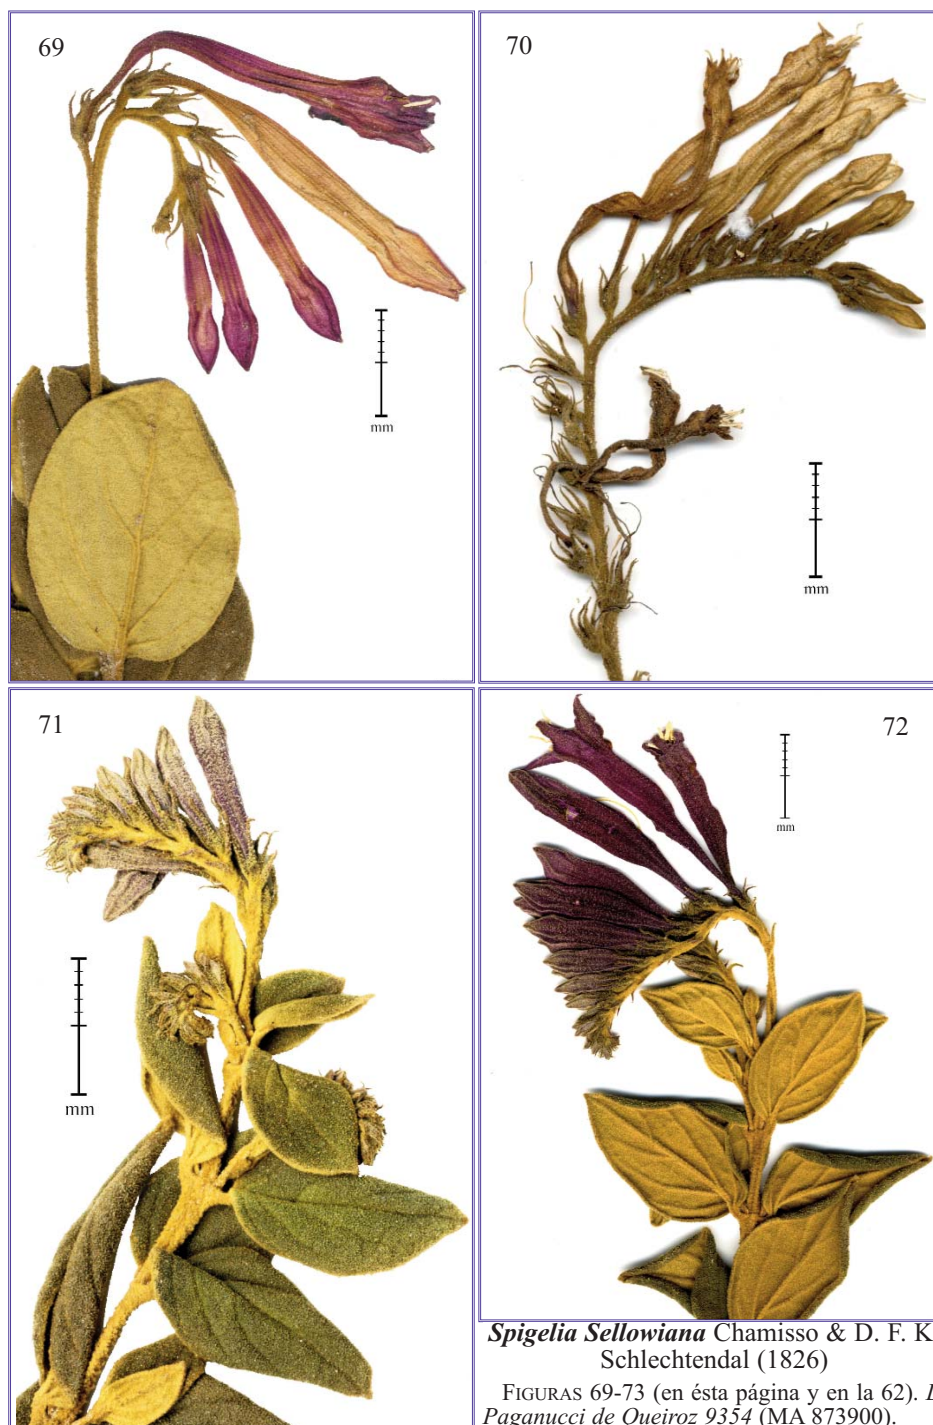 69
70
mm
mm
71
72
mm
mm
Spigelia Sellowiana Chamisso & D. F. K
Schlechtendal (1826)
FIGURAS 69-73 (en ésta página y en la 62).
Paganucci de Queiroz 9354 (MA 873900).